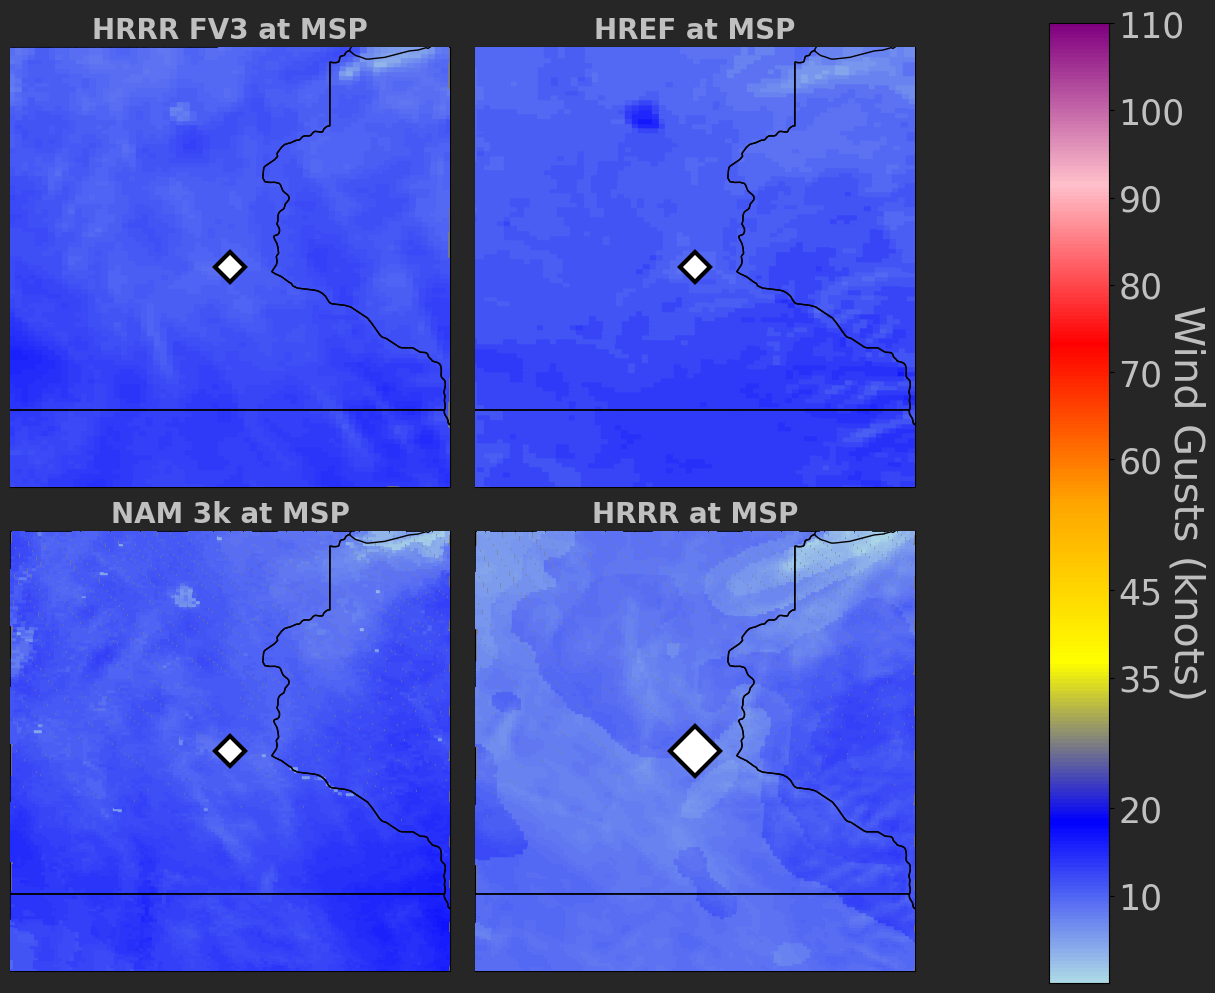 HRRR FV3 at MSP
HREF at MSP
NAM 3k at MSP
HRRR at MSP
110
100
90
80
70
60
45
35
20
10
Wind Gusts (knots)